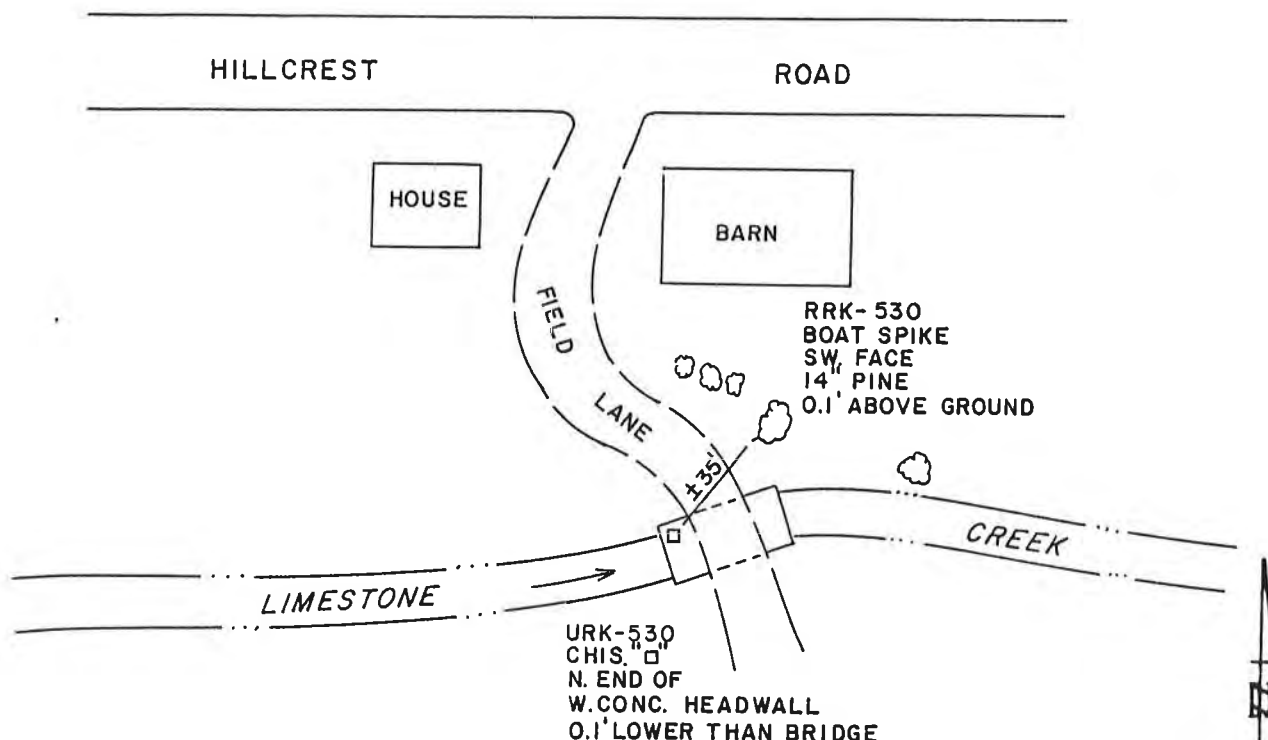 HILLCREST ROAD
HOUSE
BARN
FIELD
LANE
RRK-530
BOAT SPIKE
SW. FACE
14" PINE
0.1' ABOVE GROUND
±35'
CREEK
LIMESTONE
URK-530
CHIS. "□"
N. END OF
W. CONC. HEADWALL
0.1' LOWER THAN BRIDGE